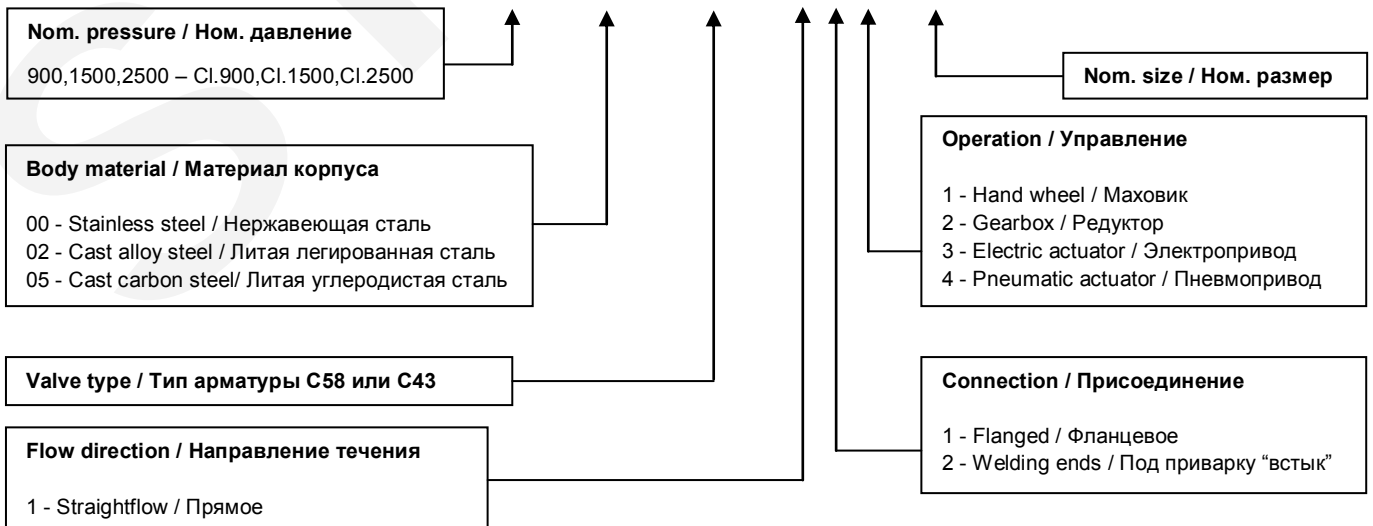 Nom. pressure / Ном. давление
900,1500,2500 – Cl.900,Cl.1500,Cl.2500
Nom. size / Ном. размер
Body material / Материал корпуса
00 - Stainless steel / Нержавеющая сталь
02 - Cast alloy steel / Литая легированная сталь
05 - Cast carbon steel/ Литая углеродистая сталь
Operation / Управление
1 - Hand wheel / Маховик
2 - Gearbox / Редуктор
3 - Electric actuator / Электропривод
4 - Pneumatic actuator / Пневмопривод
Valve type / Тип арматуры C58 или C43
Flow direction / Направление течения
1 - Straightflow / Прямое
Connection / Присоединение
1 - Flanged / Фланцевое
2 - Welding ends / Под приварку “встык”